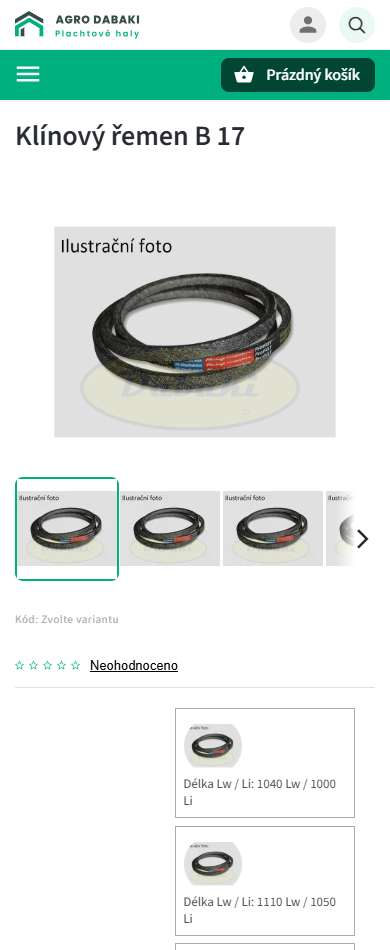 AGRO DABAKI
Plachtové haly
Prázdný košík
Klínový řemen B 17
Ilustrační foto
Dabaki
Ilustrační foto
Ilustrační foto
Ilustrační foto
Kód: Zvolte variantu
Neohodnoceno
Délka Lw / Li: 1040 Lw / 1000
Li
Délka Lw / Li: 1110 Lw / 1050
Li